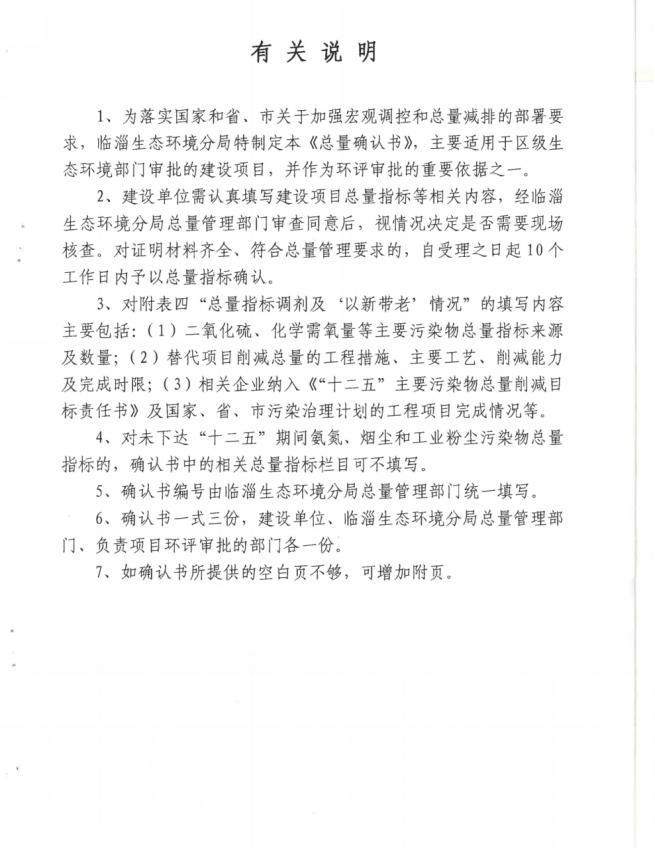 有关说明
1、为落实国家和省、市关于加强宏观调控和总量减排的部署要
求，临淄生态环境分局特制定本《总量确认书》，主要适用于区级生
态环境部门审批的建设项目，并作为环评审批的重要依据之一。
2、建设单位需认真填写建设项目总量指标等相关内容，经临淄
生态环境分局总量管理部门审查同意后，视情况决定是否需要现场
核查。对证明材料齐全、符合总量管理要求的，自受理之日起10个
工作日内予以总量指标确认。
3、对附表四“总量指标调剂及‘以新带老’情况”的填写内容
主要包括：（1）二氧化硫、化学需氧量等主要污染物总量指标来源
及数量；（2）替代项目削减总量的工程措施、主要工艺、削减能力
及完成时限；（3）相关企业纳入《“十二五”主要污染物总量削减目
标责任书》及国家、省、市污染治理计划的工程项目完成情况等。
4、对未下达“十二五”期间氨氮、烟尘和工业粉尘污染物总量
指标的，确认书中的相关总量指标栏目可不填写。
5、确认书编号由临淄生态环境分局总量管理部门统一填写。
6、确认书一式三份，建设单位、临淄生态环境分局总量管理部
门、负责项目环评审批的部门各一份。
7、如确认书所提供的空白页不够，可增加附页。